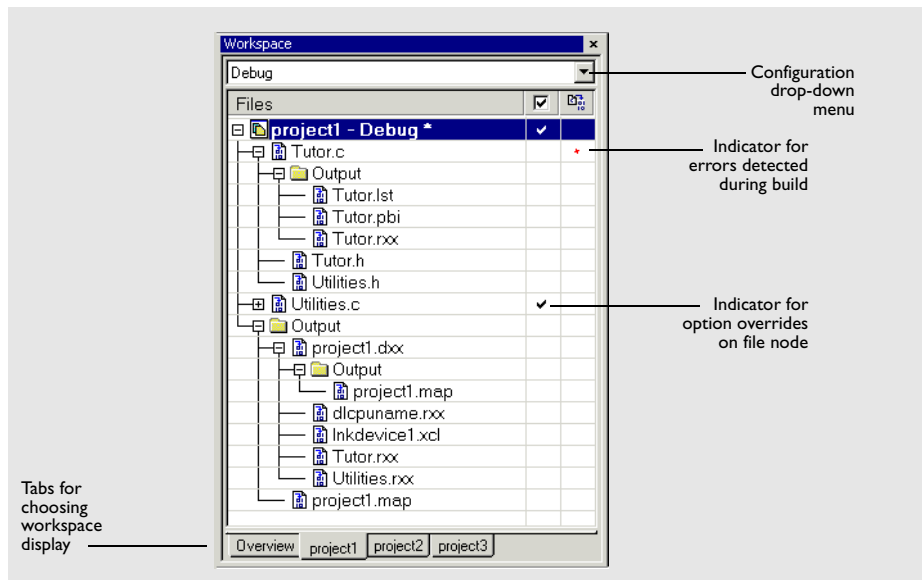 Workspace
Debug
Configuration
drop-down
menu
Files
project1 - Debug *
Tutor.c
Indicator for
errors detected
during build
Output
Tutor.lst
Tutor.pbi
Tutor.rxx
Tutor.h
Utilities.h
Utilities.c
Indicator for
option overrides
on file node
Output
project1.dxx
Output
project1.map
dlcpuname.rxx
lnkdevice1.xcl
Tutor.rxx
Utilities.rxx
project1.map
Tabs for
choosing
workspace
display
Overview project1 project2 project3